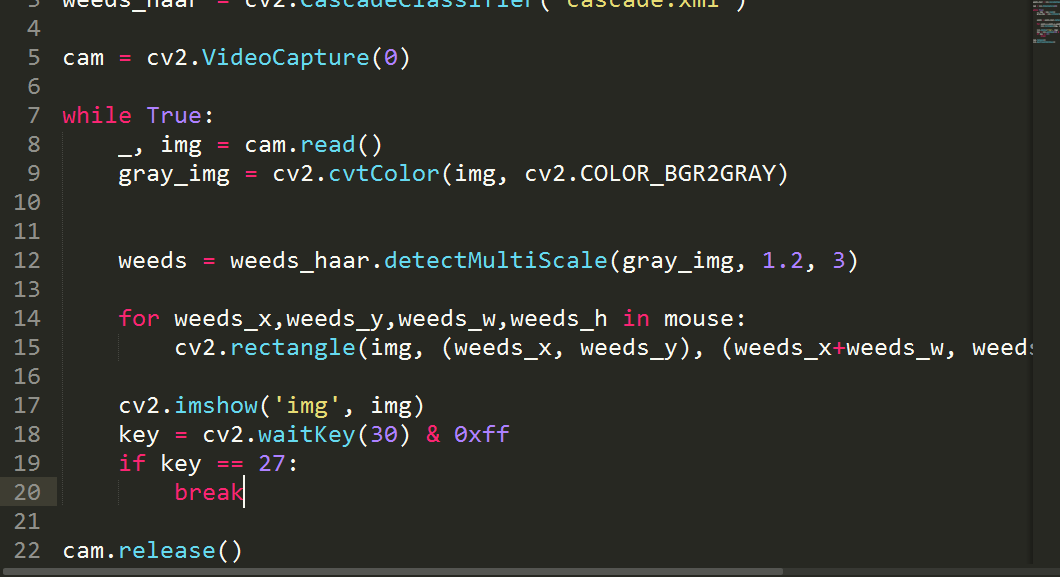 3 weeds_haar = cv2.CascadeClassifier("cascade.xml")
4
5 cam = cv2.VideoCapture(0)
6
7 while True:
8 _, img = cam.read()
9 gray_img = cv2.cvtColor(img, cv2.COLOR_BGR2GRAY)
10
11
12 weeds = weeds_haar.detectMultiScale(gray_img, 1.2, 3)
13
14 for weeds_x,weeds_y,weeds_w,weeds_h in mouse:
15 cv2.rectangle(img, (weeds_x, weeds_y), (weeds_x+weeds_w, weeds
16
17 cv2.imshow('img', img)
18 key = cv2.waitKey(30) & 0xff
19 if key == 27:
20 break
21
22 cam.release()